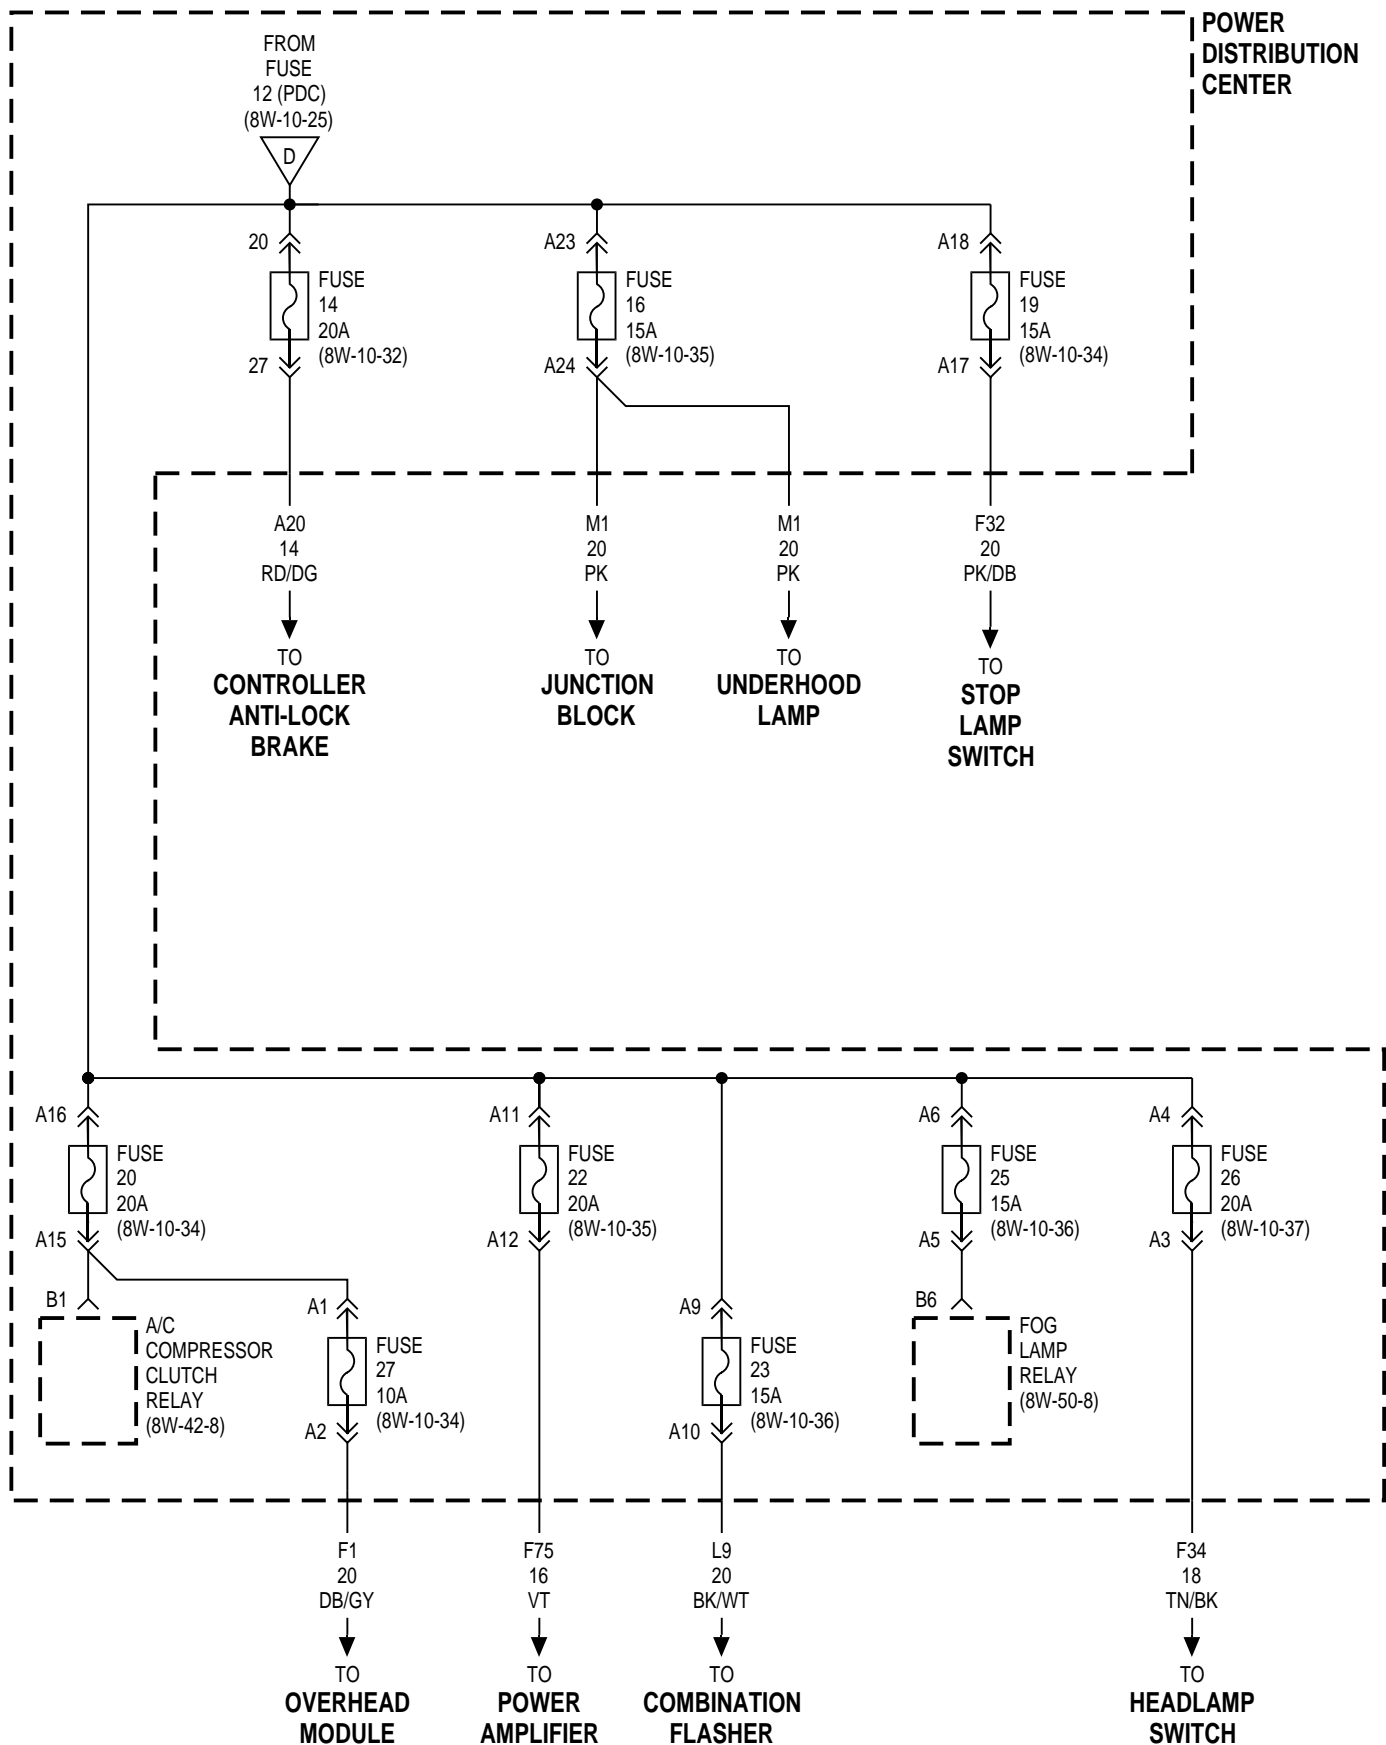 POWER
DISTRIBUTION
CENTER
FROM
FUSE
12 (PDC)
(8W-10-25)
D
20
FUSE
14
20A
(8W-10-32)
27
A23
FUSE
16
15A
(8W-10-35)
A24
A18
FUSE
19
15A
(8W-10-34)
A17
A20
14
RD/DG
TO
CONTROLLER
ANTI-LOCK
BRAKE
M1
20
PK
TO
JUNCTION
BLOCK
M1
20
PK
TO
UNDERHOOD
LAMP
F32
20
PK/DB
TO
STOP
LAMP
SWITCH
A16
FUSE
20
20A
(8W-10-34)
A15
A11
FUSE
22
20A
(8W-10-35)
A12
A6
FUSE
25
15A
(8W-10-36)
A5
A4
FUSE
26
20A
(8W-10-37)
A3
B1
A/C
COMPRESSOR
CLUTCH
RELAY
(8W-42-8)
A1
FUSE
27
10A
(8W-10-34)
A2
A9
FUSE
23
15A
(8W-10-36)
A10
B6
FOG
LAMP
RELAY
(8W-50-8)
F1
20
DB/GY
TO
OVERHEAD
MODULE
F75
16
VT
TO
POWER
AMPLIFIER
L9
20
BK/WT
TO
COMBINATION
FLASHER
F34
18
TN/BK
TO
HEADLAMP
SWITCH